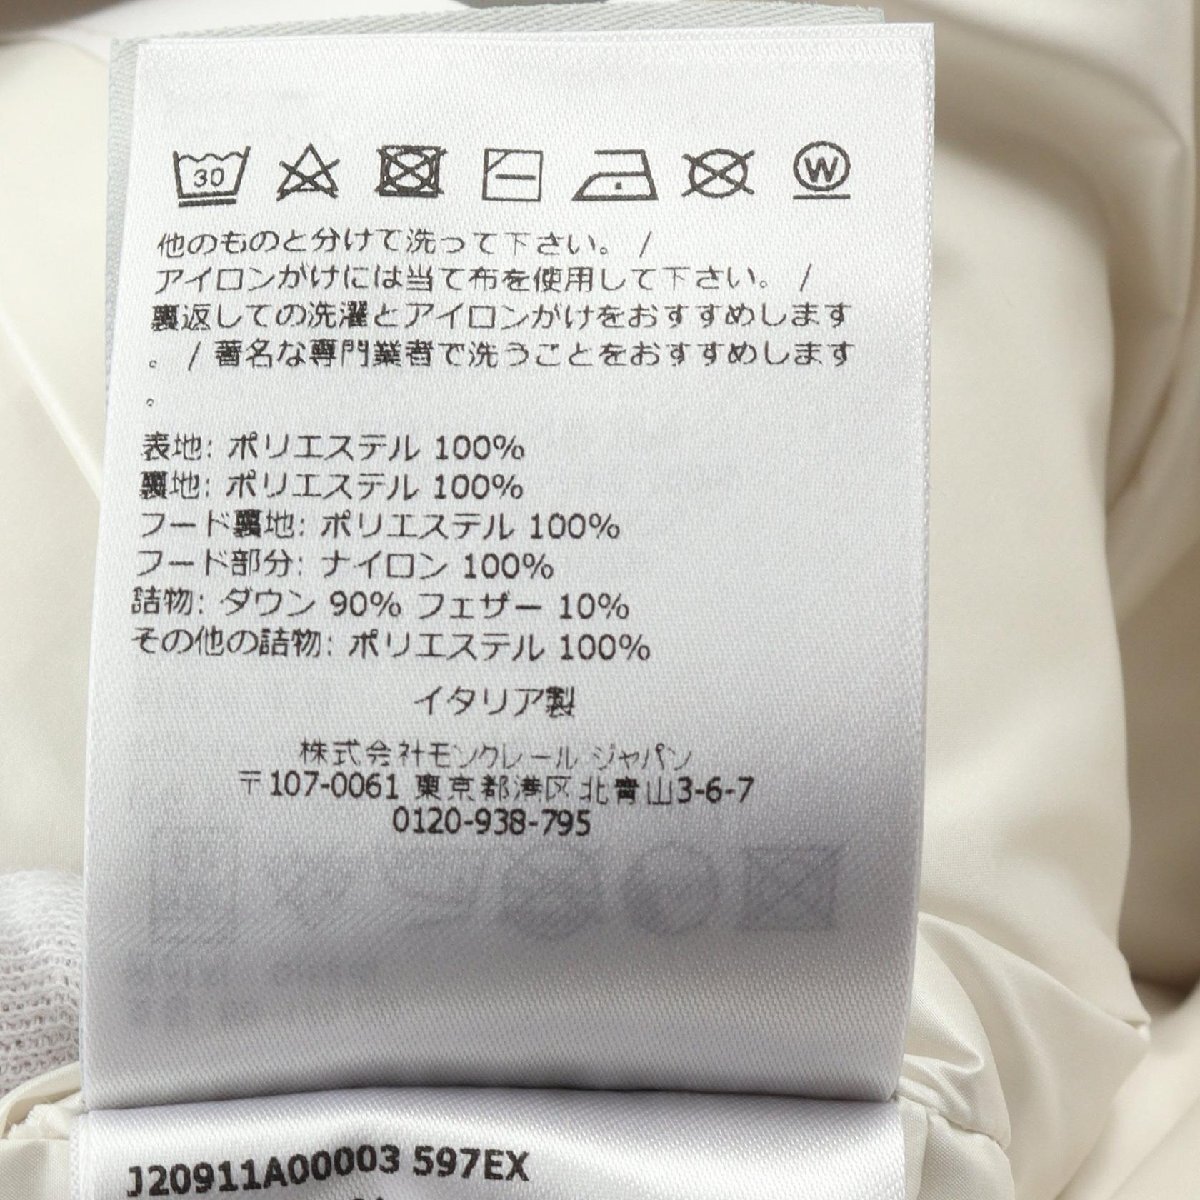 30
W
他のものと分けて洗って下さい。 /
アイロンがけには当て布を使用して下さい。 /
裏返しての洗濯とアイロンがけをおすすめします
。 / 著名な専門業者で洗うことをおすすめします
。
表地: ポリエステル 100%
裏地: ポリエステル 100%
フード裏地: ポリエステル 100%
フード部分: ナイロン 100%
詰物: ダウン 90% フェザー 10%
その他の詰物: ポリエステル 100%
イタリア製
株式会社モンクレール ジャパン
〒107-0061 東京都港区北青山3-6-7
0120-938-795
J20911A00003 597EX